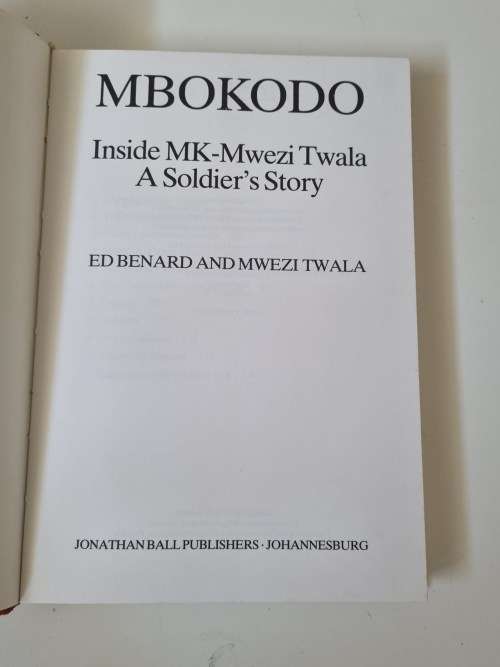 MBOKODO
Inside MK-Mwezi Twala
A Soldier's Story
ED BENARD AND MWEZI TWALA
JONATHAN BALL PUBLISHERS · JOHANNESBURG